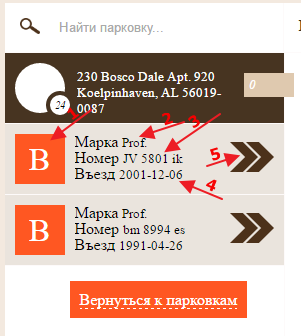 Найти парковку...
230 Bosco Dale Apt. 920
Koelpinhaven, AL 56019-
0087
24
0
1
2
3
B
Марка Prof.
Номер JV 5801 ik
Въезд 2001-12-06
5
4
B
Марка Prof.
Номер bm 8994 es
Въезд 1991-04-26
Вернуться к парковкам